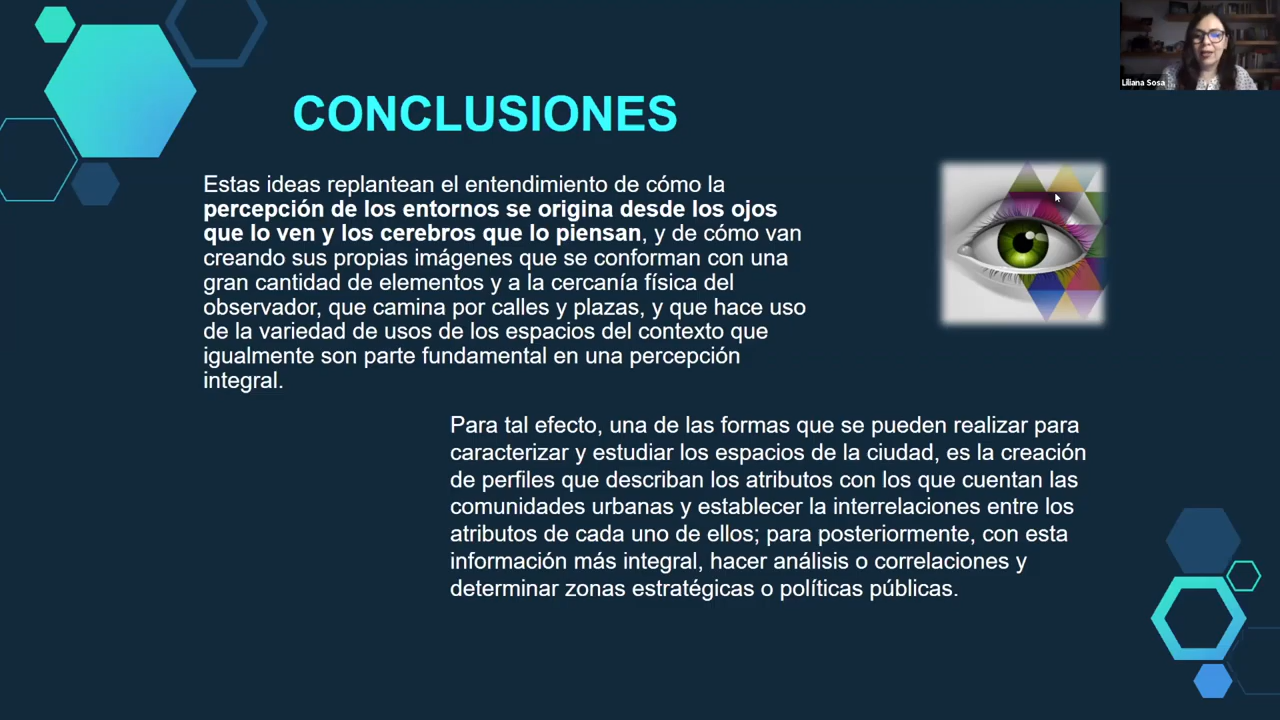 Liliana Sosa
CONCLUSIONES
Estas ideas replantean el entendimiento de cómo la
percepción de los entornos se origina desde los ojos
que lo ven y los cerebros que lo piensan, y de cómo van
creando sus propias imágenes que se conforman con una
gran cantidad de elementos y a la cercanía física del
observador, que camina por calles y plazas, y que hace uso
de la variedad de usos de los espacios del contexto que
igualmente son parte fundamental en una percepción
integral.
Para tal efecto, una de las formas que se pueden realizar para
caracterizar y estudiar los espacios de la ciudad, es la creación
de perfiles que describan los atributos con los que cuentan las
comunidades urbanas y establecer la interrelaciones entre los
atributos de cada uno de ellos; para posteriormente, con esta
información más integral, hacer análisis o correlaciones y
determinar zonas estratégicas o políticas públicas.